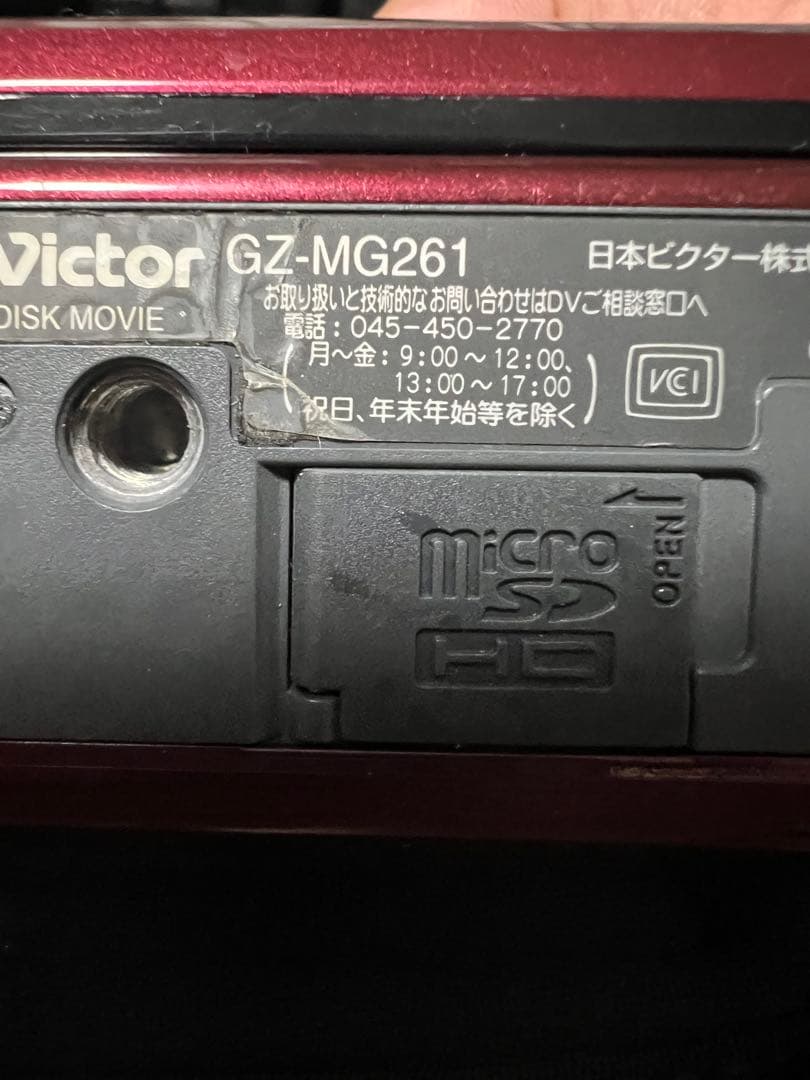 Victor GZ-MG261 日本ビクター株式
DISK MOVIE
お取り扱いと技術的なお問い合わせはDVご相談窓口へ
電話:045-450-2770
(月~金:9:00~12:00、
13:00~17:00
祝日、年末年始等を除く)
VCCI
OPEN
micro
SD
HC